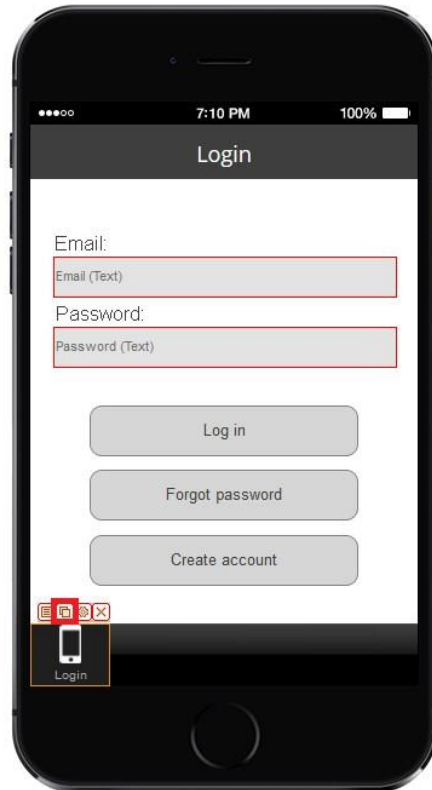 7:10 PM 100%
Login
Email:
Email (Text)
Password:
Password (Text)
Log in
Forgot password
Create account
Login